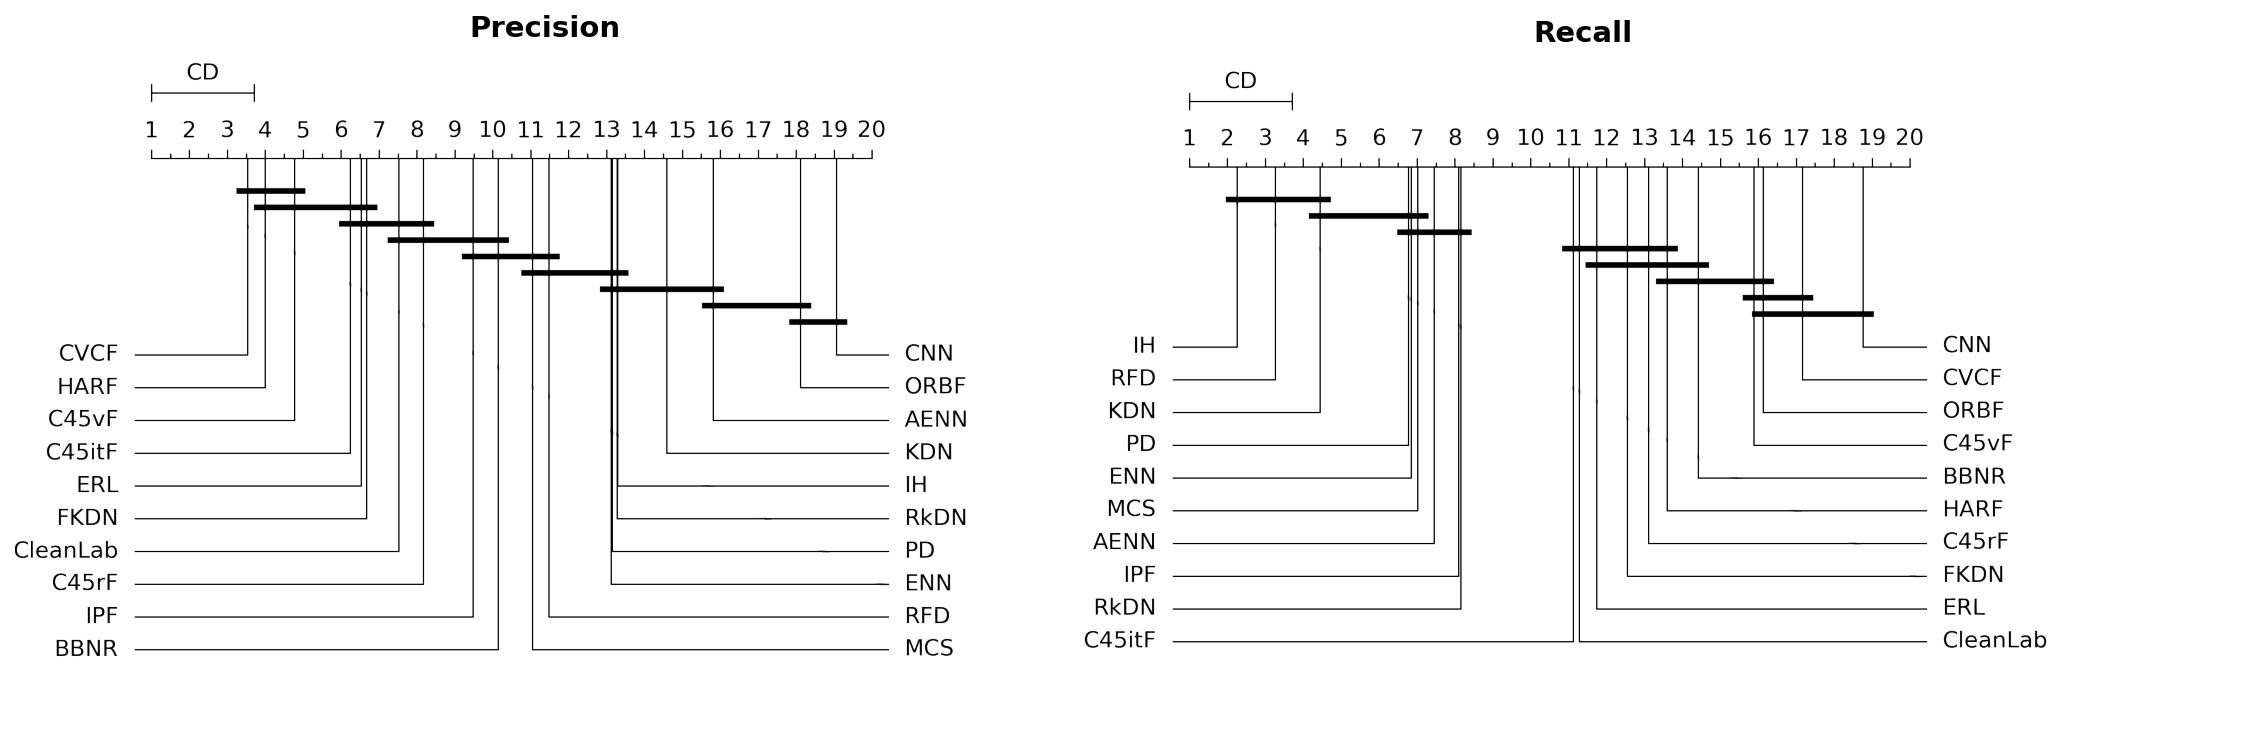 Precision
CD
1 2 3 4 5 6 7 8 9 10 11 12 13 14 15 16 17 18 19 20
CVCF
HARF
C45vF
C45itF
ERL
FKDN
CleanLab
C45rF
IPF
BBNR
CNN
ORBF
AENN
KDN
IH
RkDN
PD
ENN
RFD
MCS
Recall
CD
1 2 3 4 5 6 7 8 9 10 11 12 13 14 15 16 17 18 19 20
IH
RFD
KDN
PD
ENN
MCS
AENN
IPF
RkDN
C45itF
CNN
CVCF
ORBF
C45vF
BBNR
HARF
C45rF
FKDN
ERL
CleanLab